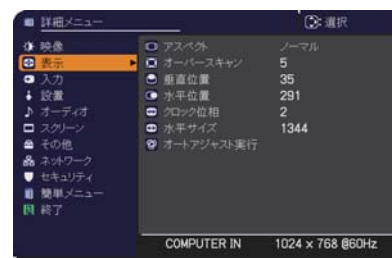 詳細メニュー
:選択
映像
表示
入力
設置
オーディオ
スクリーン
その他
ネットワーク
セキュリティ
簡単メニュー
終了
アスペクト ノーマル
オーバースキャン 5
垂直位置 35
水平位置 291
クロック位相 2
水平サイズ 1344
オートアジャスト実行
COMPUTER IN 1024 x 768 @60Hz